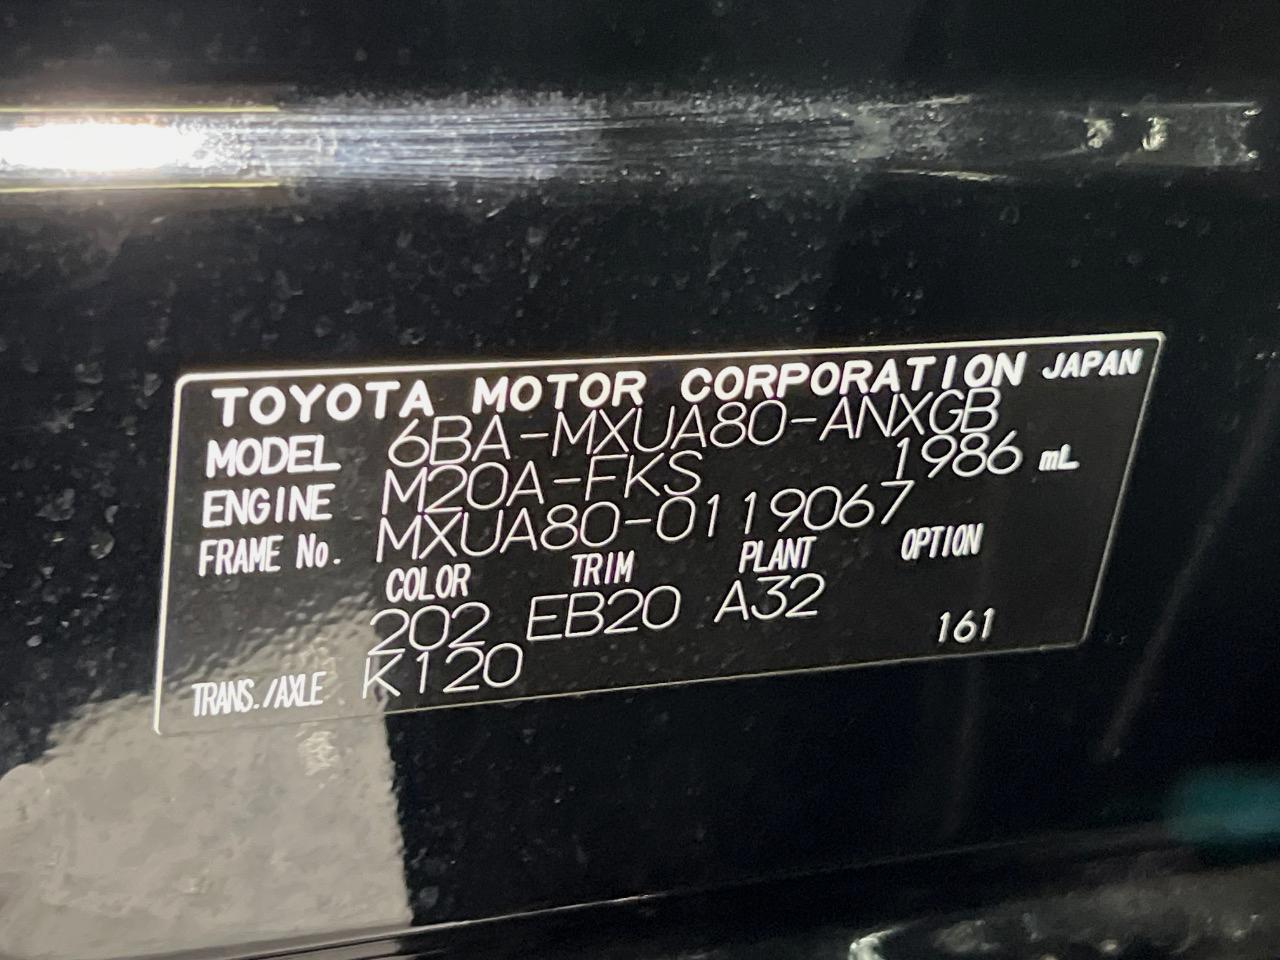 TOYOTA MOTOR CORPORATION JAPAN
MODEL 6BA-MXUA80-ANXGB
ENGINE M20A-FKS 1986 mL
FRAME No. MXUA80-0119067
COLOR TRIM PLANT OPTION
202 EB20 A32
TRANS./AXLE K120 161